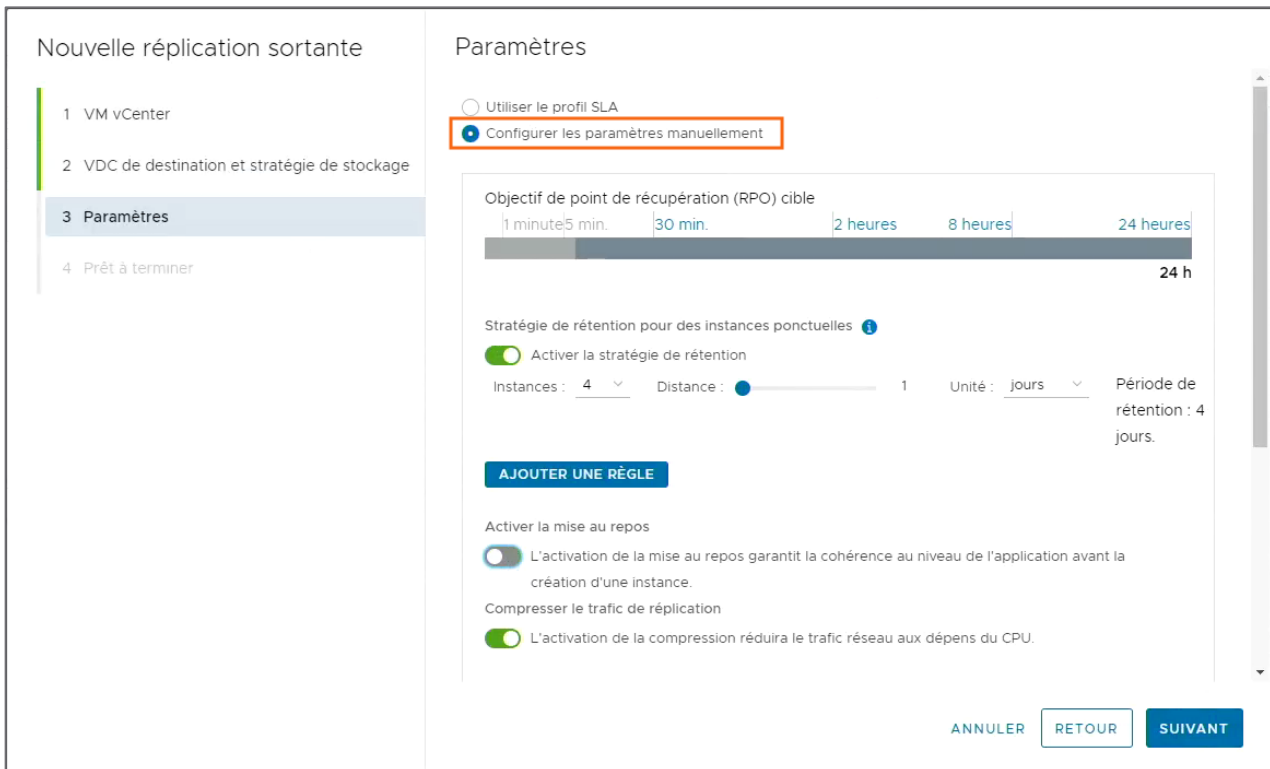 Nouvelle réplication sortante
1 VM vCenter
2 VDC de destination et stratégie de stockage
3 Paramètres
4 Prêt à terminer
Paramètres
Utiliser le profil SLA
Configurer les paramètres manuellement
Objectif de point de récupération (RPO) cible
1 minute 5 min. 30 min. 2 heures 8 heures 24 heures
24 h
Stratégie de rétention pour des instances ponctuelles
Activer la stratégie de rétention
Instances : 4 Distance : 1 Unité : jours Période de
rétention : 4
jours.
AJOUTER UNE RÈGLE
Activer la mise au repos
L'activation de la mise au repos garantit la cohérence au niveau de l'application avant la
création d'une instance.
Compresser le trafic de réplication
L'activation de la compression réduira le trafic réseau aux dépens du CPU.
ANNULER RETOUR SUIVANT